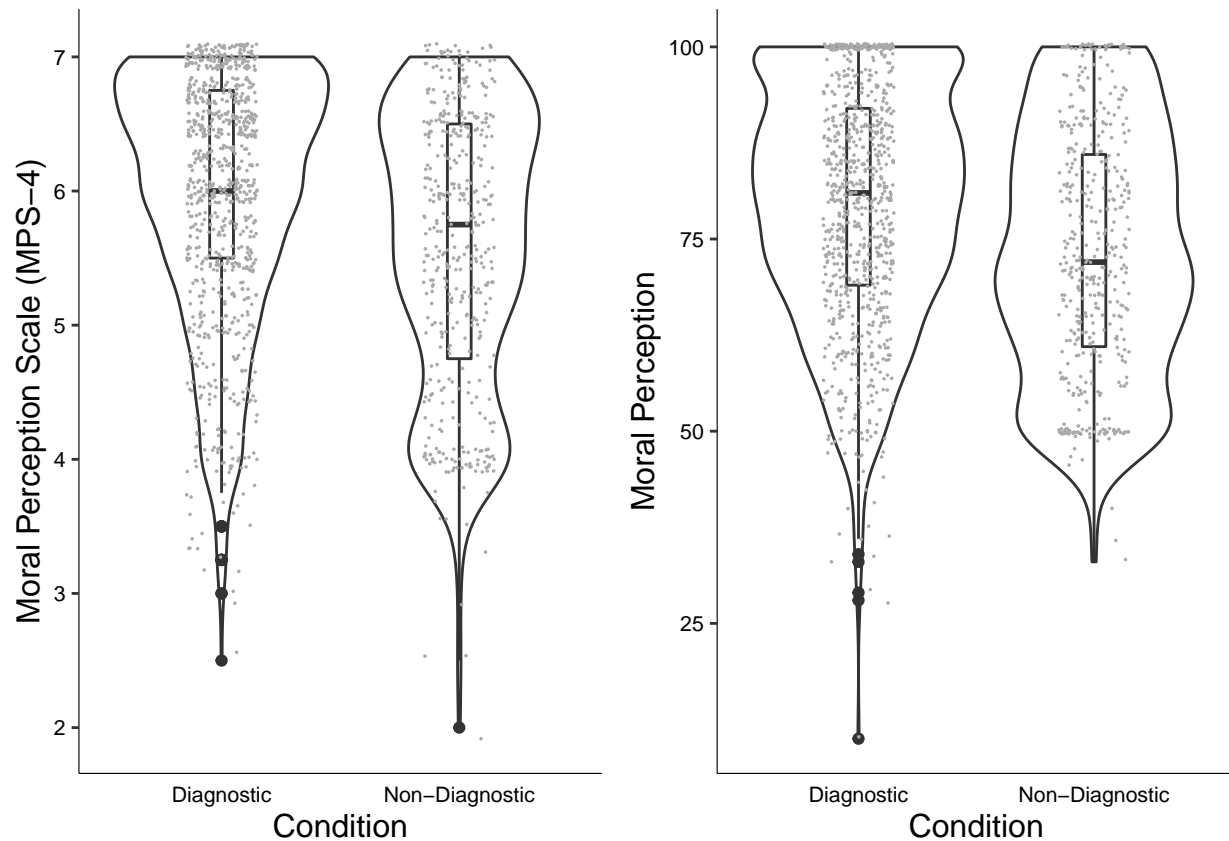 Moral Perception Scale (MPS−4)
7
6
5
4
3
2
Diagnostic
Non−Diagnostic
Condition
Moral Perception
100
75
50
25
Diagnostic
Non−Diagnostic
Condition